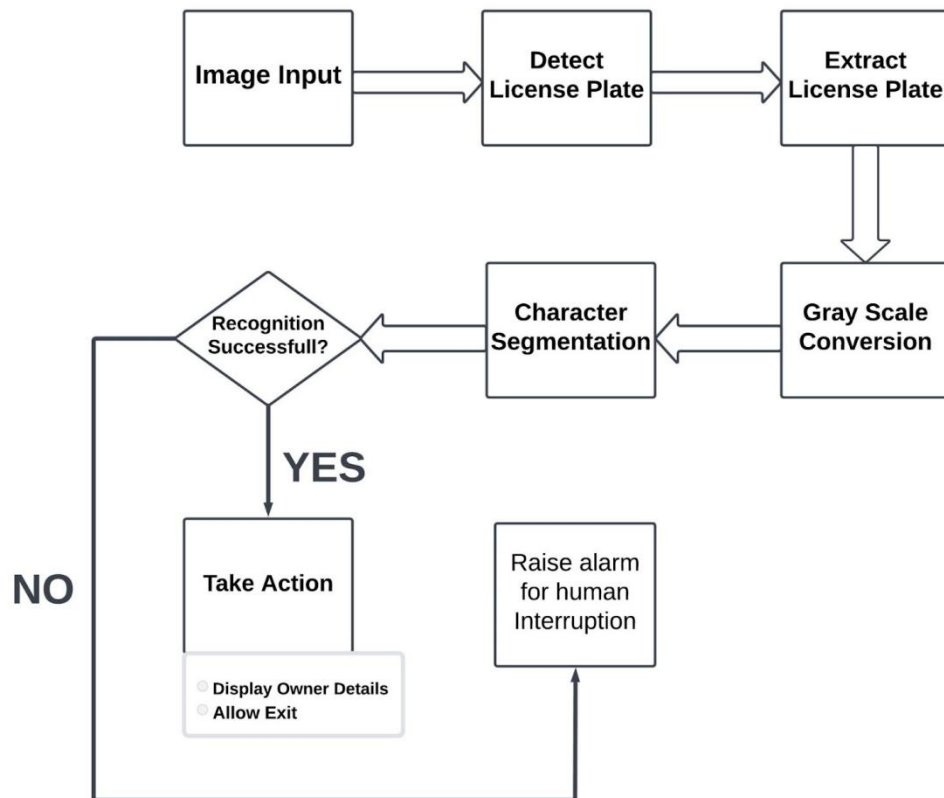 Image Input
Detect
License Plate
Extract
License Plate
Gray Scale
Conversion
Character
Segmentation
Recognition
Successfull?
YES
NO
Take Action
Display Owner Details
Allow Exit
Raise alarm
for human
Interruption